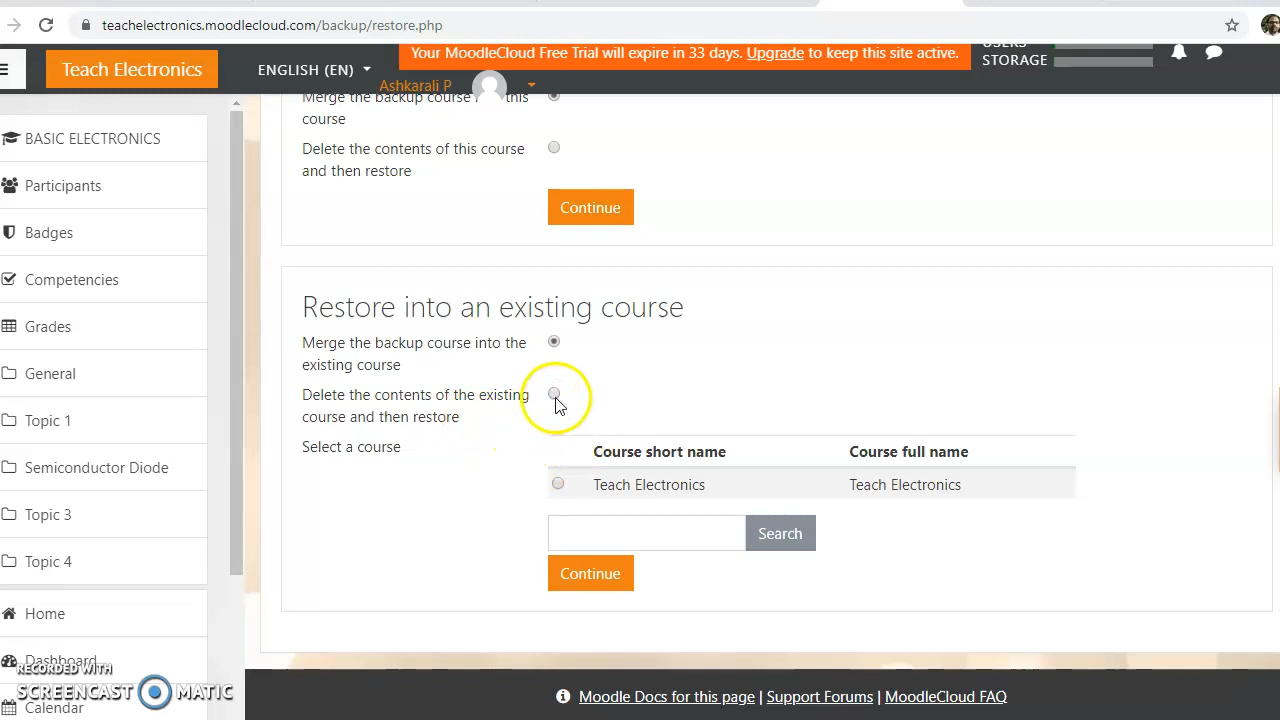 teachelectronics.moodlecloud.com/backup/restore.php
Your MoodleCloud Free Trial will expire in 33 days. Upgrade to keep this site active.
Teach Electronics
ENGLISH (EN)
Ashkarali P
USERS
STORAGE
BASIC ELECTRONICS
Participants
Badges
Competencies
Grades
General
Topic 1
Semiconductor Diode
Topic 3
Topic 4
Home
Dashboard
Calendar
Merge the backup course this
course
Delete the contents of this course
and then restore
Continue
Restore into an existing course
Merge the backup course into the
existing course
Delete the contents of the existing
course and then restore
Select a course
Course short name Course full name
Teach Electronics Teach Electronics
Search
Continue
Moodle Docs for this page | Support Forums | MoodleCloud FAQ
RECORDED WITH
SCREENCAST MATIC